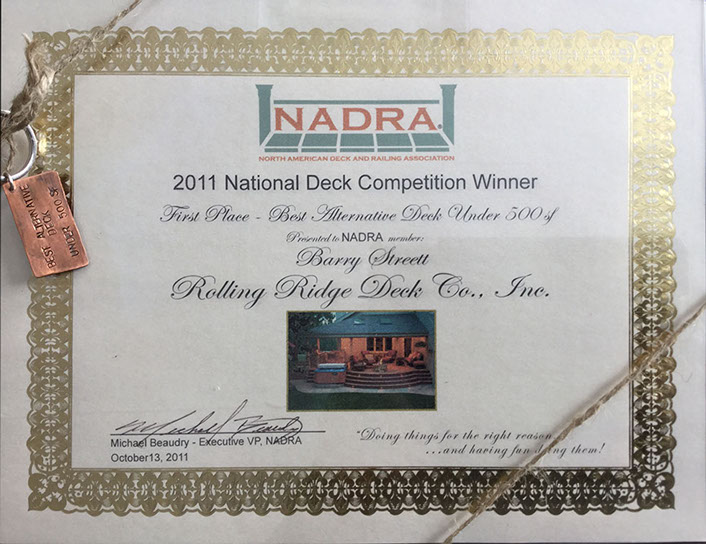 NADRA®
NORTH AMERICAN DECK AND RAILING ASSOCIATION
2011 National Deck Competition Winner
First Place - Best Alternative Deck Under 500 sf
Presented to NADRA member:
Barry Streett
Rolling Ridge Deck Co., Inc.
BEST ALTERNATIVE
DECK
UNDER 500 SF
Michael Beaudry
Michael Beaudry - Executive VP, NADRA
October13, 2011
"Doing things for the right reason
...and having fun doing them!